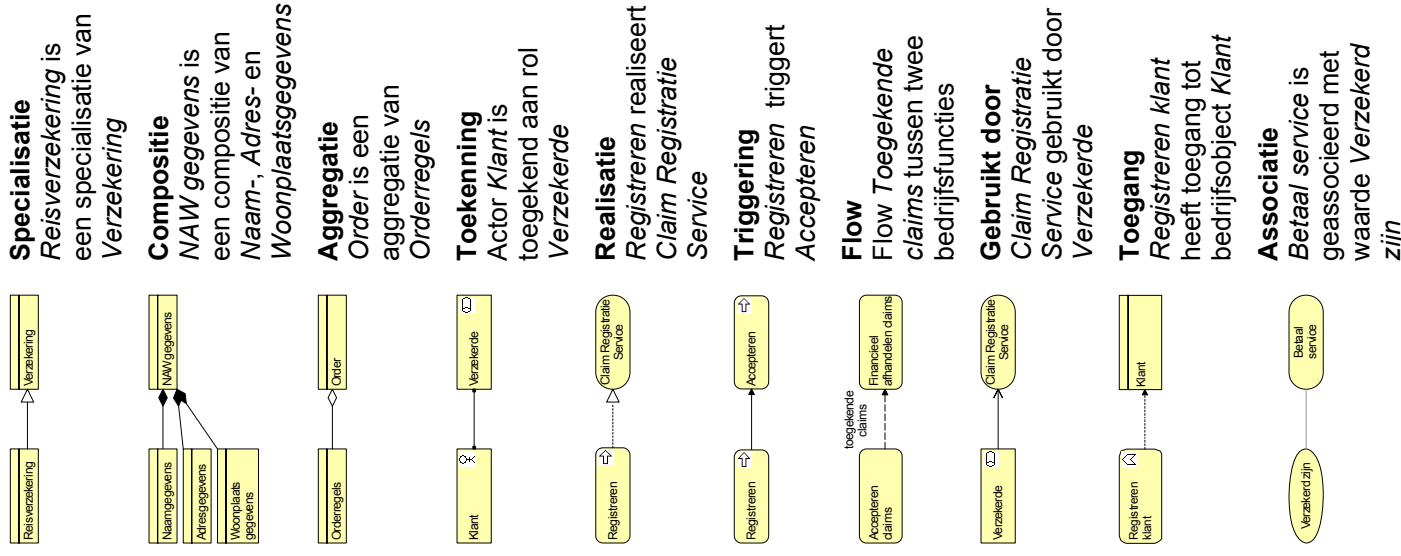 Specialisatie
Reisverzekering is
een specialisatie van
Verzekering
Reisverzekering
Verzekering
Compositie
NAW gegevens is
een compositie van
Naam-, Adres- en
Woonplaatsgegevens
Naamgegevens
Adresgegevens
Woonplaats
gegevens
NAWgegevens
Aggregatie
Order is een
aggregatie van
Orderregels
Orderregels
Order
Toekenning
Actor Klant is
toegekend aan rol
Verzekerde
Klant
Verzekerde
Realisatie
Registreren realiseert
Claim Registratie
Service
Registreren
Claim Registratie
Service
Triggering
Registreren triggert
Accepteren
Registreren
Accepteren
Flow
Flow Toegekende
claims tussen twee
bedrijfsfuncties
Accepteren
claims
toegekende
claims
Financieel
afhandelen claims
Gebruikt door
Claim Registratie
Service gebruikt door
Verzekerde
Verzekerde
Claim Registratie
Service
Toegang
Registreren klant
heeft toegang tot
bedrijfsobject Klant
Registreren
klant
Klant
Associatie
Betaal service is
geassocieerd met
waarde Verzekerd
zijn
Verzekerd zijn
Betaal
service